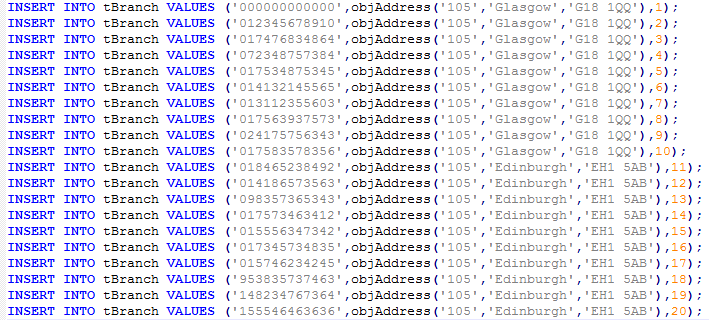 INSERT INTO tBranch VALUES ('000000000000',objAddress('105','Glasgow','G18 1QQ'),1);
INSERT INTO tBranch VALUES ('012345678910',objAddress('105','Glasgow','G18 1QQ'),2);
INSERT INTO tBranch VALUES ('017476834864',objAddress('105','Glasgow','G18 1QQ'),3);
INSERT INTO tBranch VALUES ('072348757384',objAddress('105','Glasgow','G18 1QQ'),4);
INSERT INTO tBranch VALUES ('017534875345',objAddress('105','Glasgow','G18 1QQ'),5);
INSERT INTO tBranch VALUES ('014132145565',objAddress('105','Glasgow','G18 1QQ'),6);
INSERT INTO tBranch VALUES ('013112355603',objAddress('105','Glasgow','G18 1QQ'),7);
INSERT INTO tBranch VALUES ('017563937573',objAddress('105','Glasgow','G18 1QQ'),8);
INSERT INTO tBranch VALUES ('024175756343',objAddress('105','Glasgow','G18 1QQ'),9);
INSERT INTO tBranch VALUES ('017583578356',objAddress('105','Glasgow','G18 1QQ'),10);
INSERT INTO tBranch VALUES ('018465238492',objAddress('105','Edinburgh','EH1 5AB'),11);
INSERT INTO tBranch VALUES ('014186573563',objAddress('105','Edinburgh','EH1 5AB'),12);
INSERT INTO tBranch VALUES ('098357365343',objAddress('105','Edinburgh','EH1 5AB'),13);
INSERT INTO tBranch VALUES ('017573463412',objAddress('105','Edinburgh','EH1 5AB'),14);
INSERT INTO tBranch VALUES ('015556347342',objAddress('105','Edinburgh','EH1 5AB'),15);
INSERT INTO tBranch VALUES ('017345734835',objAddress('105','Edinburgh','EH1 5AB'),16);
INSERT INTO tBranch VALUES ('015746234245',objAddress('105','Edinburgh','EH1 5AB'),17);
INSERT INTO tBranch VALUES ('953835737463',objAddress('105','Edinburgh','EH1 5AB'),18);
INSERT INTO tBranch VALUES ('148234767364',objAddress('105','Edinburgh','EH1 5AB'),19);
INSERT INTO tBranch VALUES ('155546463636',objAddress('105','Edinburgh','EH1 5AB'),20);